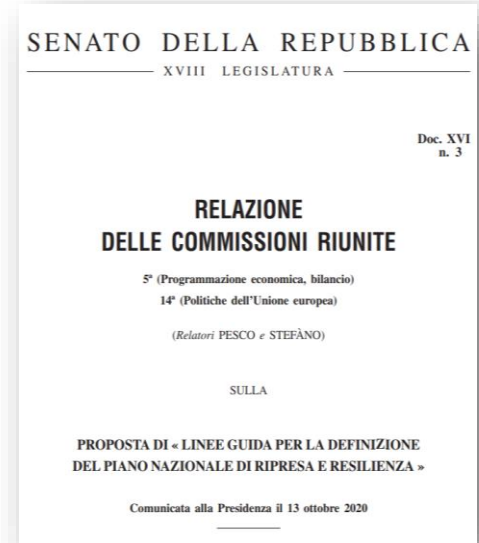 SENATO DELLA REPUBBLICA
XVIII LEGISLATURA
Doc. XVI
n. 3
RELAZIONE
DELLE COMMISSIONI RIUNITE
5ª (Programmazione economica, bilancio)
14ª (Politiche dell'Unione europea)
(Relatori PESCO e STEFÀNO)
SULLA
PROPOSTA DI « LINEE GUIDA PER LA DEFINIZIONE
DEL PIANO NAZIONALE DI RIPRESA E RESILIENZA »
Comunicata alla Presidenza il 13 ottobre 2020